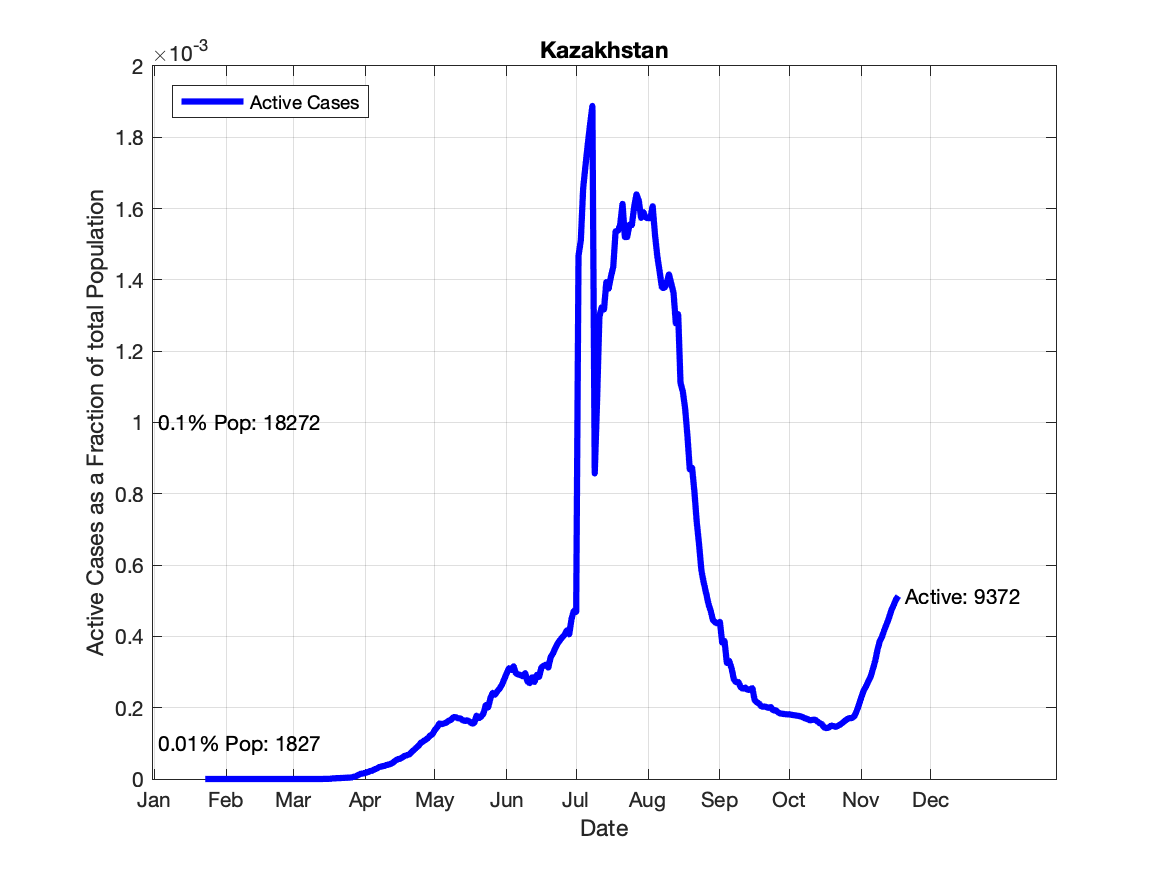 Kazakhstan
×10-3
Active Cases
2
1.8
1.6
1.4
1.2
1
0.8
0.6
0.4
0.2
0
Active Cases as a Fraction of total Population
0.1% Pop: 18272
0.01% Pop: 1827
Active: 9372
Jan Feb Mar Apr May Jun Jul Aug Sep Oct Nov Dec
Date